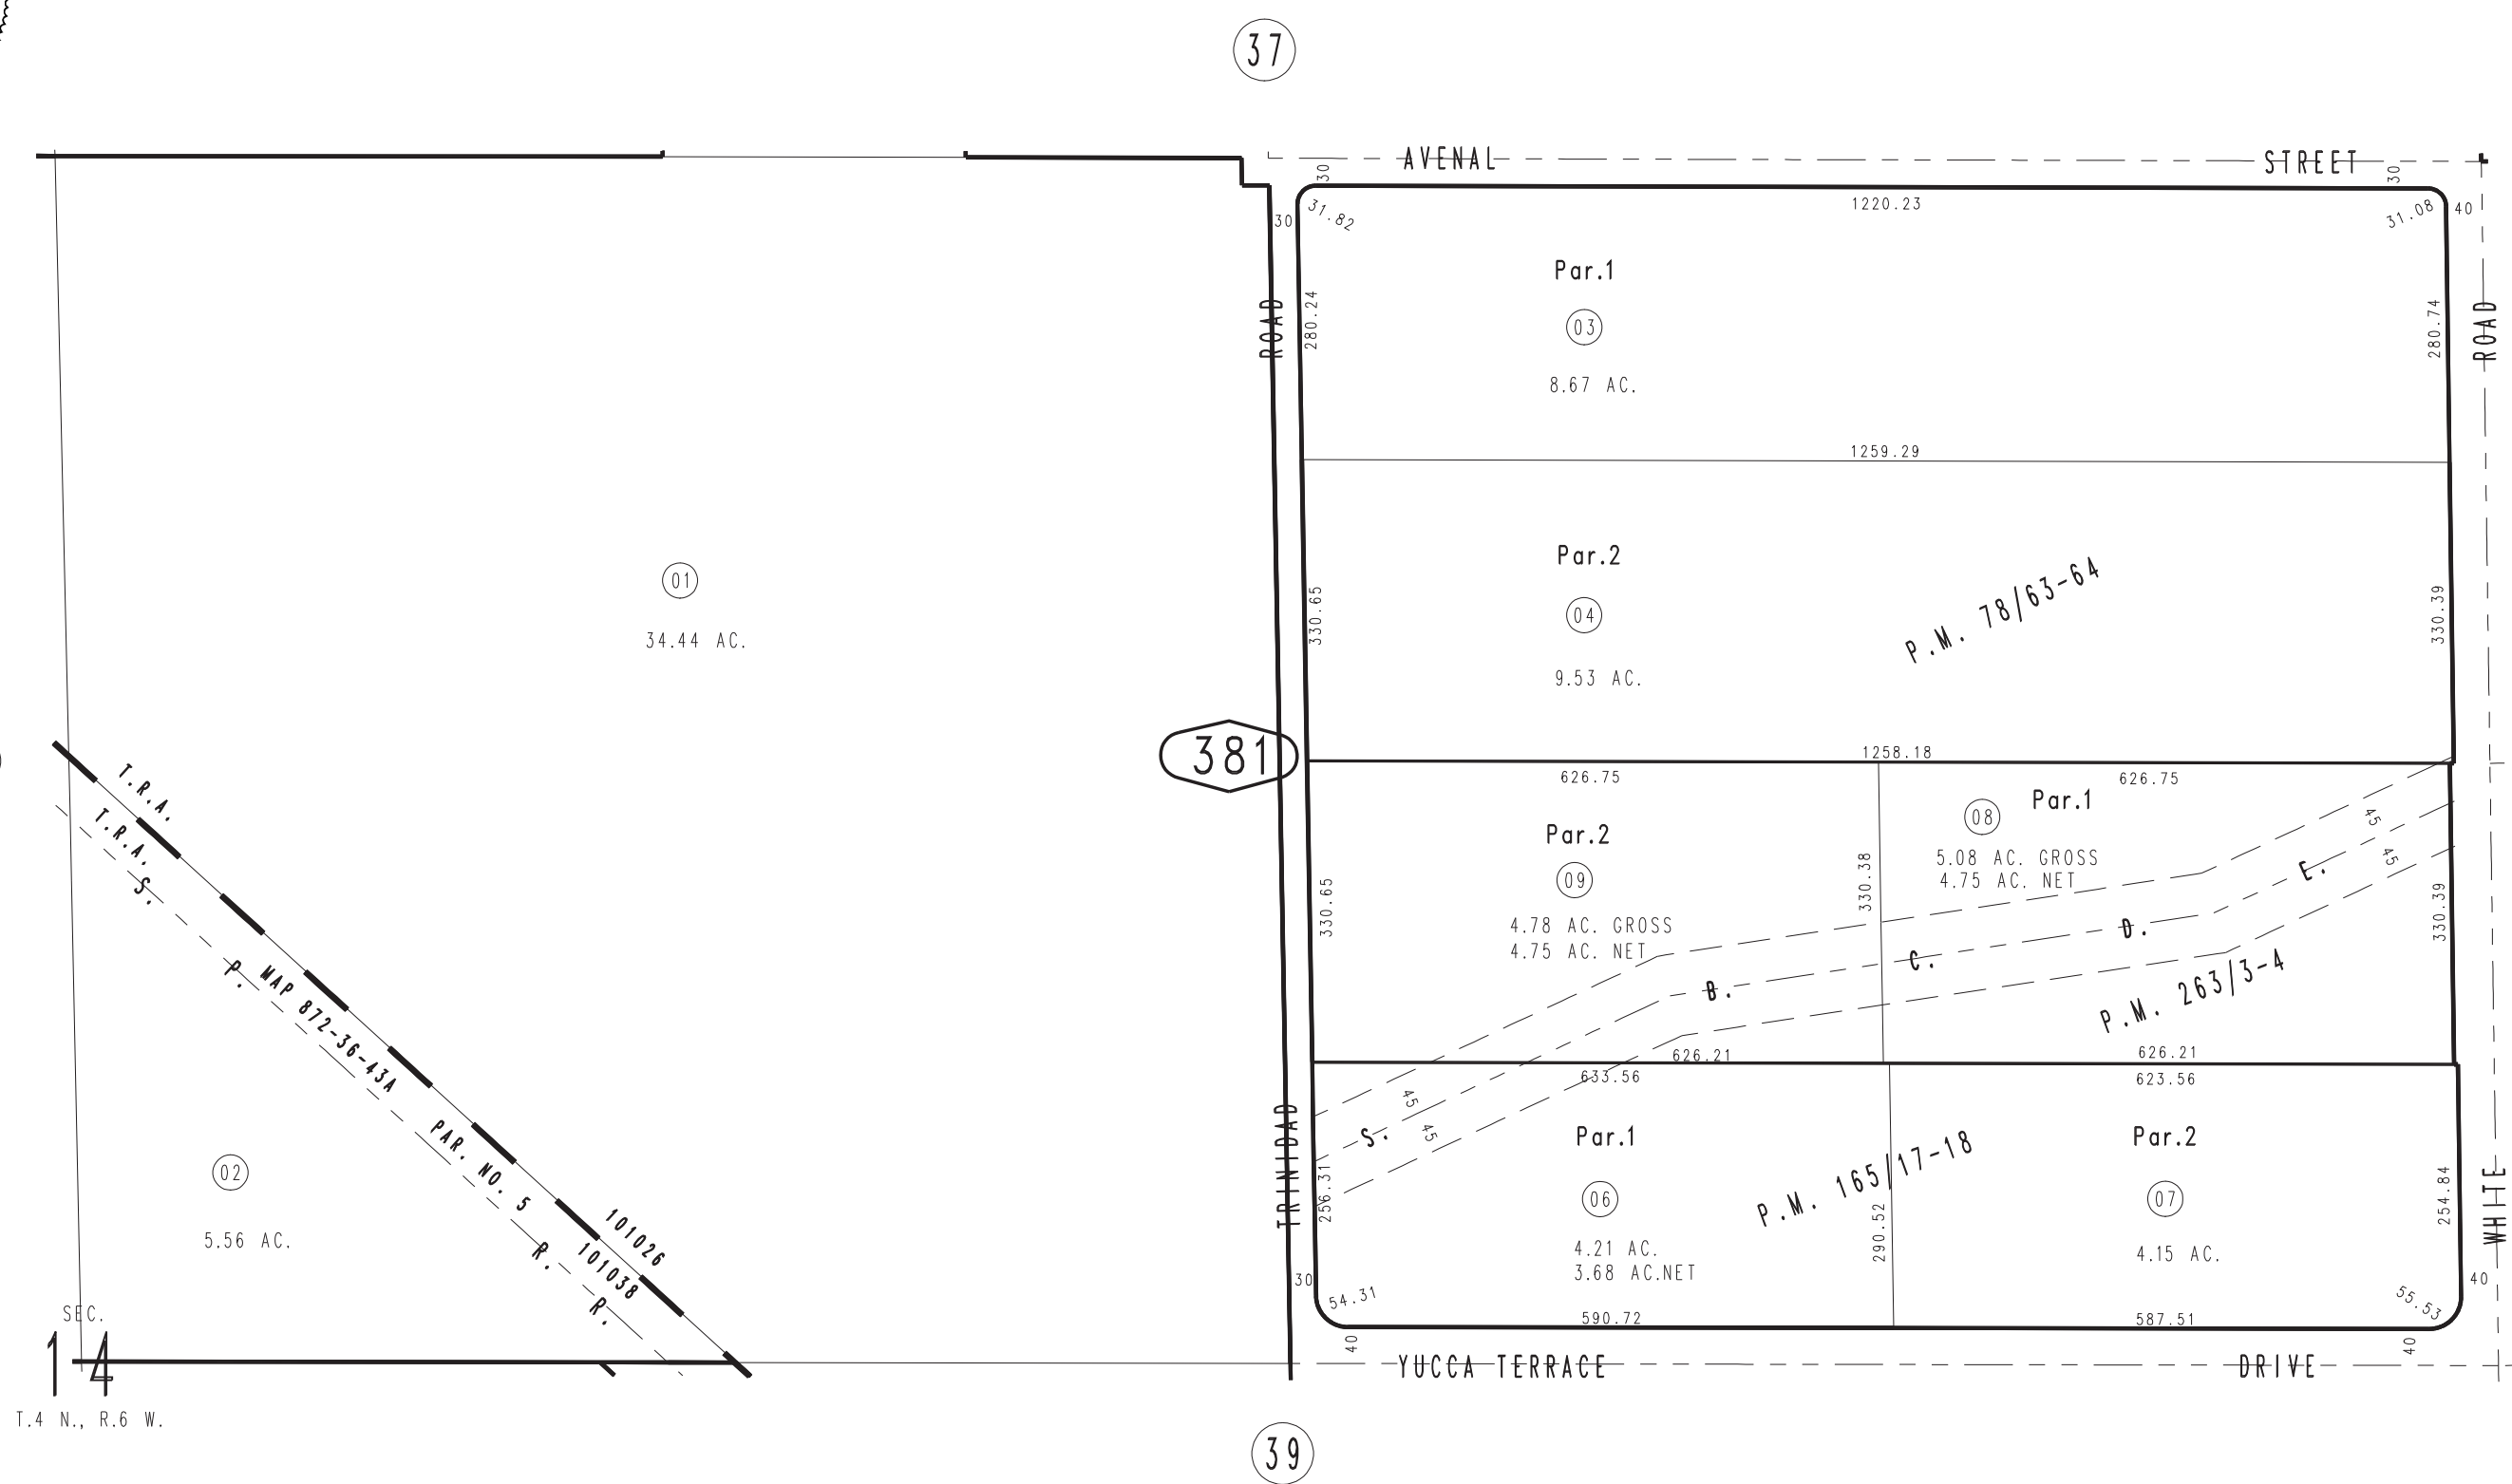 37
AVENAL STREET
30
30
1220.23
31.82
31.08
40
30
Par.1
03
8.67 AC.
280.24
280.74
ROAD
ROAD
1259.29
Par.2
04
9.53 AC.
330.65
330.39
P.M. 78/63-64
01
34.44 AC.
381
1258.18
626.75
626.75
Par.2
09
4.78 AC. GROSS
4.75 AC. NET
330.65
330.38
08
Par.1
5.08 AC. GROSS
4.75 AC. NET
45
45
330.39
S. B. C. D. E.
P.M. 263/3-4
626.21
626.21
633.56
623.56
45
45
TRINIDAD
256.31
Par.1
06
4.21 AC.
3.68 AC.NET
P.M. 165/17-18
290.52
Par.2
07
4.15 AC.
254.84
WHITE
30
40
54.31
590.72
587.51
55.53
40
40
YUCCA TERRACE DRIVE
T.R.A.
T.R.A.
S. P. R. R.
MAP 872-36-43A PAR. NO. 5
101026
101038
02
5.56 AC.
SEC.
14
T.4 N., R.6 W.
39